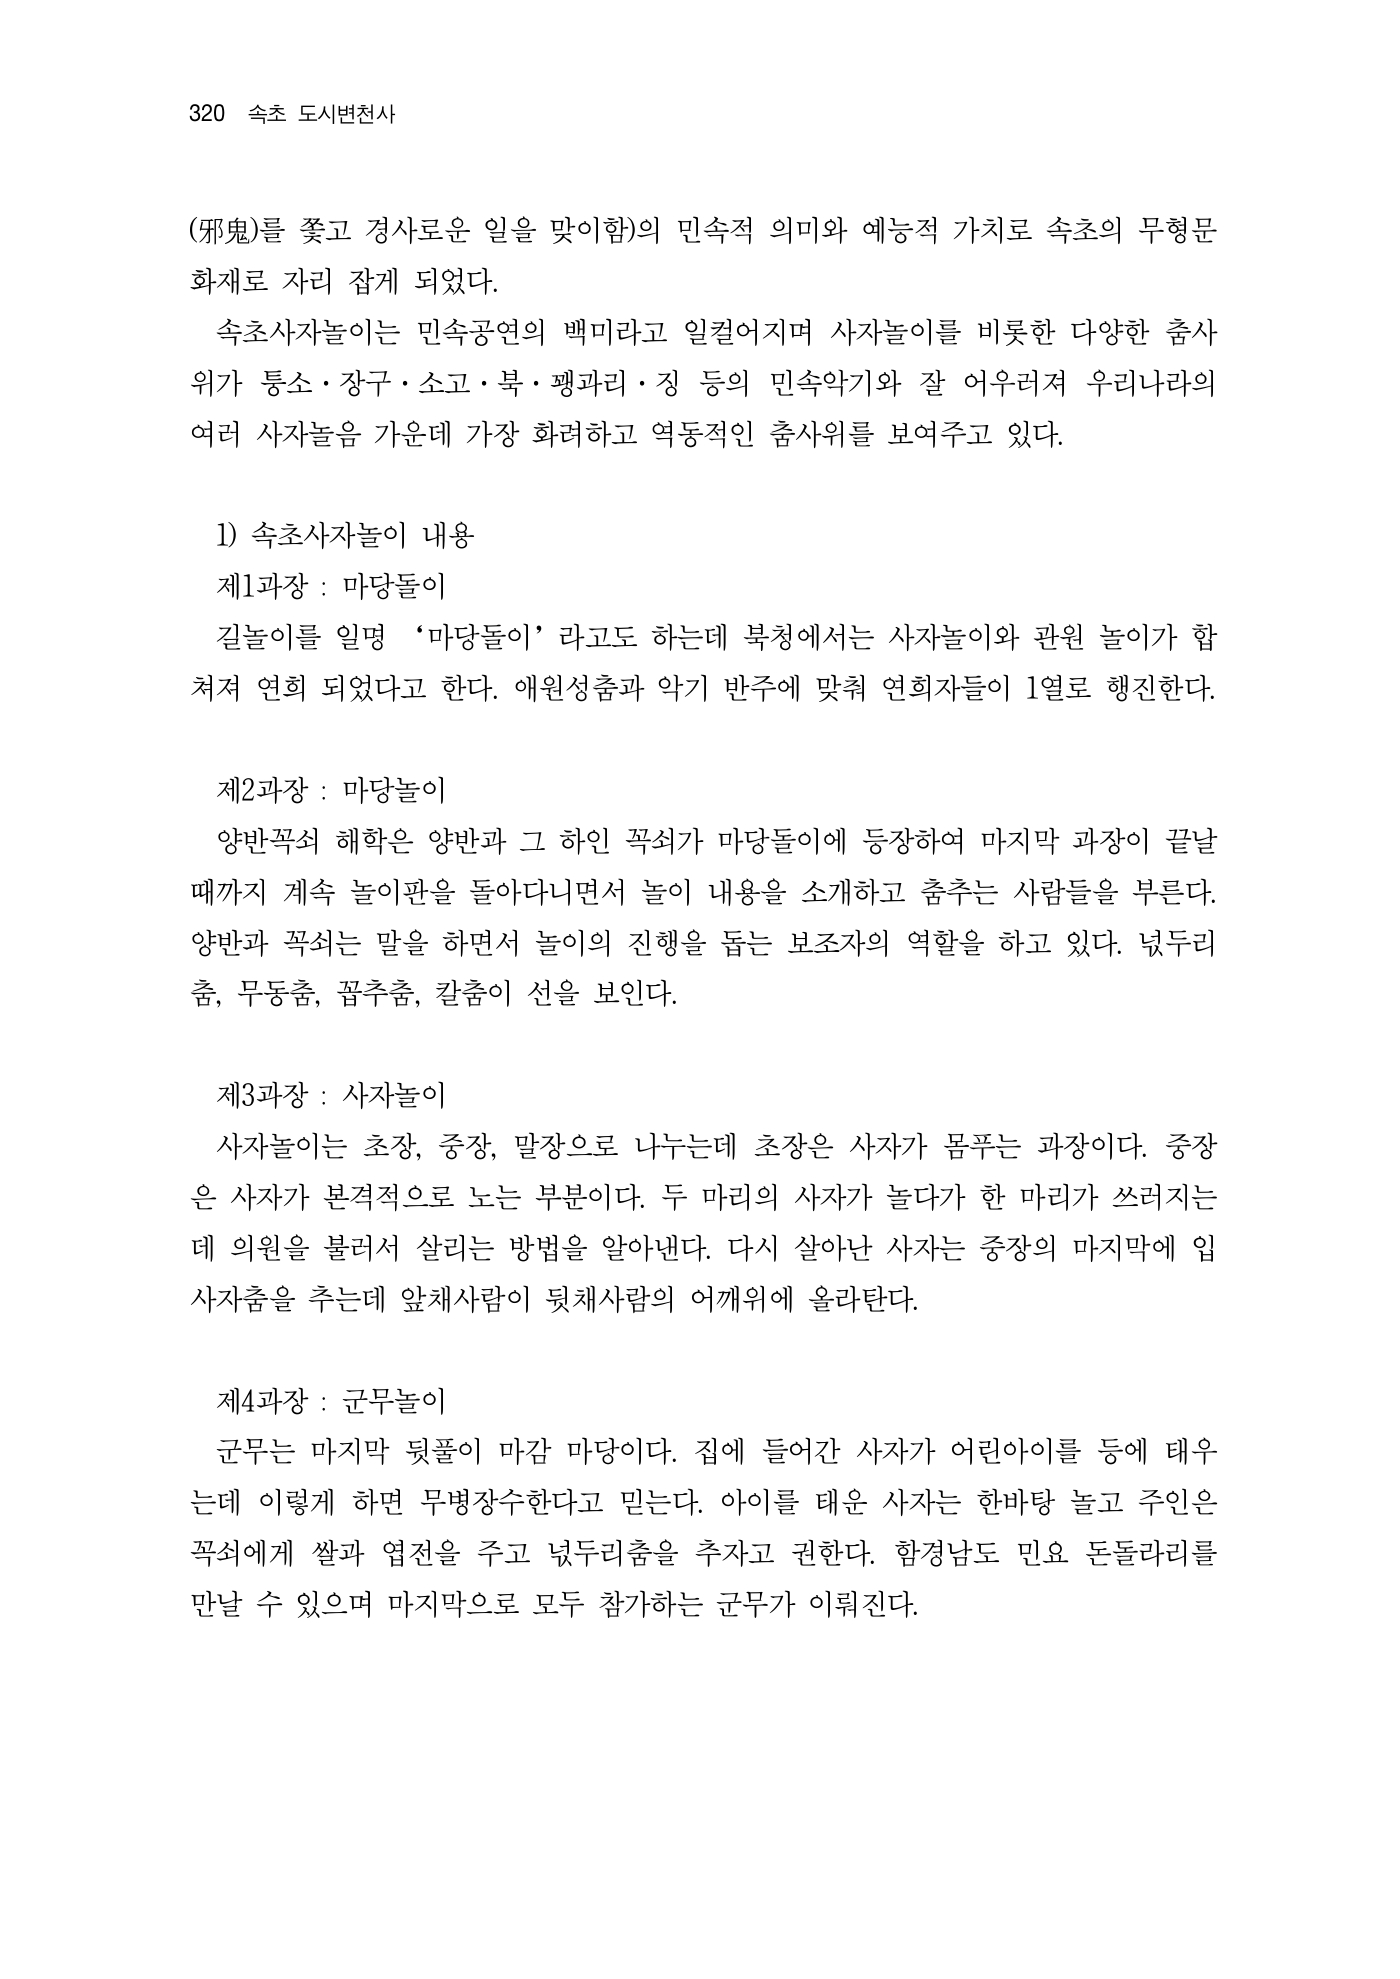 320 속초 도시변천사
(邪鬼)를 쫓고 경사로운 일을 맞이함)의 민속적 의미와 예능적 가치로 속초의 무형문
화재로 자리 잡게 되었다.
속초사자놀이는 민속공연의 백미라고 일컬어지며 사자놀이를 비롯한 다양한 춤사
위가 퉁소·장구·소고·북·꽹과리·징 등의 민속악기와 잘 어우러져 우리나라의
여러 사자놀음 가운데 가장 화려하고 역동적인 춤사위를 보여주고 있다.
1) 속초사자놀이 내용
제1과장 : 마당돌이
길놀이를 일명 ‘마당돌이’라고도 하는데 북청에서는 사자놀이와 관원 놀이가 합
쳐져 연희 되었다고 한다. 애원성춤과 악기 반주에 맞춰 연희자들이 1열로 행진한다.
제2과장 : 마당놀이
양반꼭쇠 해학은 양반과 그 하인 꼭쇠가 마당돌이에 등장하여 마지막 과장이 끝날
때까지 계속 놀이판을 돌아다니면서 놀이 내용을 소개하고 춤추는 사람들을 부른다.
양반과 꼭쇠는 말을 하면서 놀이의 진행을 돕는 보조자의 역할을 하고 있다. 넋두리
춤, 무동춤, 꼽추춤, 칼춤이 선을 보인다.
제3과장 : 사자놀이
사자놀이는 초장, 중장, 말장으로 나누는데 초장은 사자가 몸푸는 과장이다. 중장
은 사자가 본격적으로 노는 부분이다. 두 마리의 사자가 놀다가 한 마리가 쓰러지는
데 의원을 불러서 살리는 방법을 알아낸다. 다시 살아난 사자는 중장의 마지막에 입
사자춤을 추는데 앞채사람이 뒷채사람의 어깨위에 올라탄다.
제4과장 : 군무놀이
군무는 마지막 뒷풀이 마감 마당이다. 집에 들어간 사자가 어린아이를 등에 태우
는데 이렇게 하면 무병장수한다고 믿는다. 아이를 태운 사자는 한바탕 놀고 주인은
꼭쇠에게 쌀과 엽전을 주고 넋두리춤을 추자고 권한다. 함경남도 민요 돈돌라리를
만날 수 있으며 마지막으로 모두 참가하는 군무가 이뤄진다.